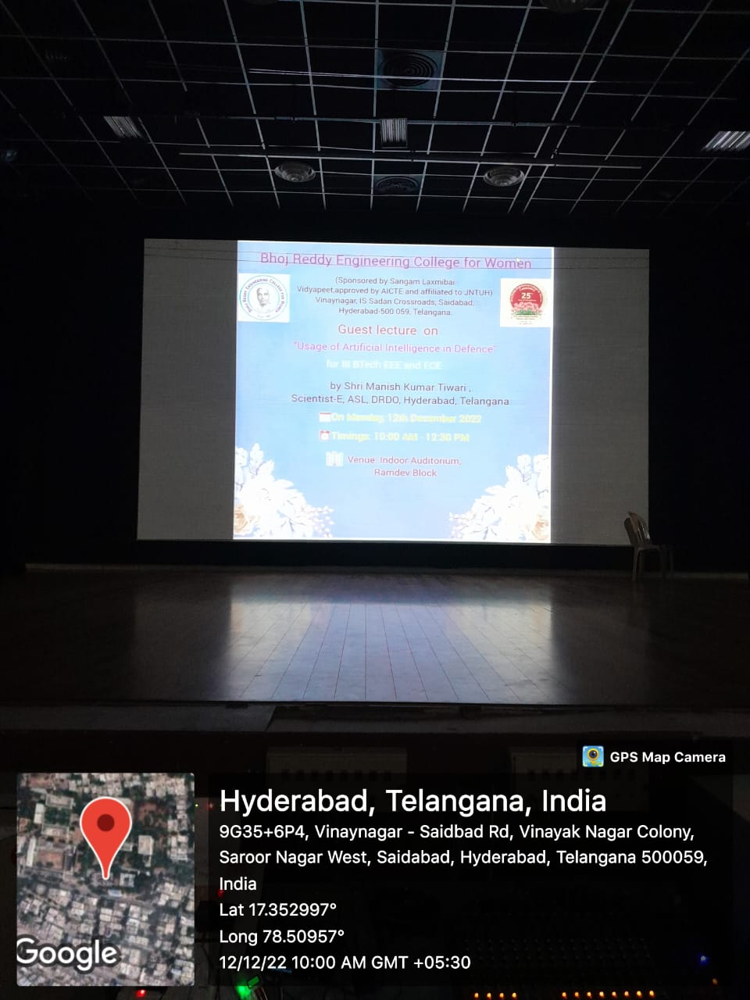 Bhoj Reddy Engineering College for Women
(Sponsored by Sangam Laxmibai
Vidyapeet,approved by AICTE and affiliated to JNTUH)
Vinaynagar, IS Sadan Crossroads, Saidabad,
Hyderabad-500 059, Telangana.
25
Guest lecture on
"Usage of Artificial Intelligence in Defence"
for III BTech EEE and ECE
by Shri Manish Kumar Tiwari ,
Scientist-E, ASL, DRDO, Hyderabad, Telangana
On Monday, 12th December 2022
Timings: 10:00 AM - 12:30 PM
Venue: Indoor Auditorium,
Ramdev Block
GPS Map Camera
Hyderabad, Telangana, India
9G35+6P4, Vinaynagar - Saidbad Rd, Vinayak Nagar Colony,
Saroor Nagar West, Saidabad, Hyderabad, Telangana 500059,
India
Lat 17.352997°
Long 78.50957°
12/12/22 10:00 AM GMT +05:30
Google